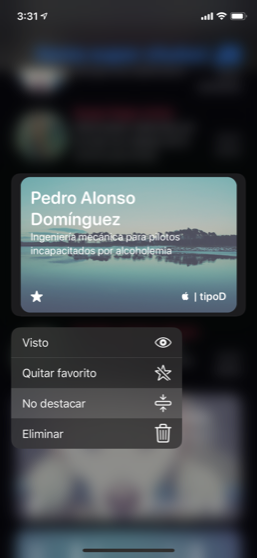 3:31
Pedro Alonso
Domínguez
Ingeniería mecánica para pilotos
incapacitados por alcoholemia
| tipoD
Visto
Quitar favorito
No destacar
Eliminar